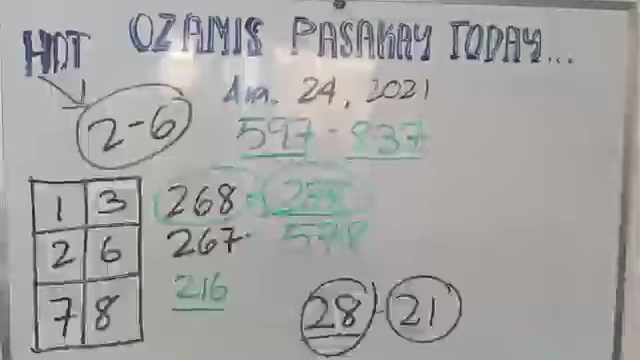 OZAMIS PASAKAY TODAY...
HOT
24, 2021
2-6
597 - 837
1 3 268 -
2 6 267.
216
7 8
28 - 21